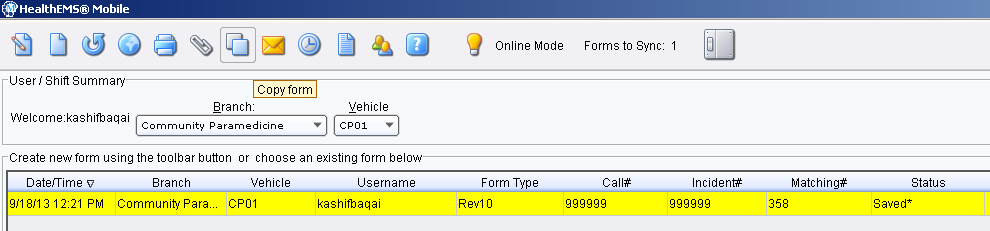 HealthEMS® Mobile
Online Mode Forms to Sync: 1
User / Shift Summary
Copy form
Branch: Vehicle
Welcome:kashifbaqai Community Paramedicine CP01
Create new form using the toolbar button or choose an existing form below
Date/Time Branch Vehicle Username Form Type Call# Incident# Matching# Status
9/18/13 12:21 PM Community Para... CP01 kashifbaqai Rev10 999999 999999 358 Saved*